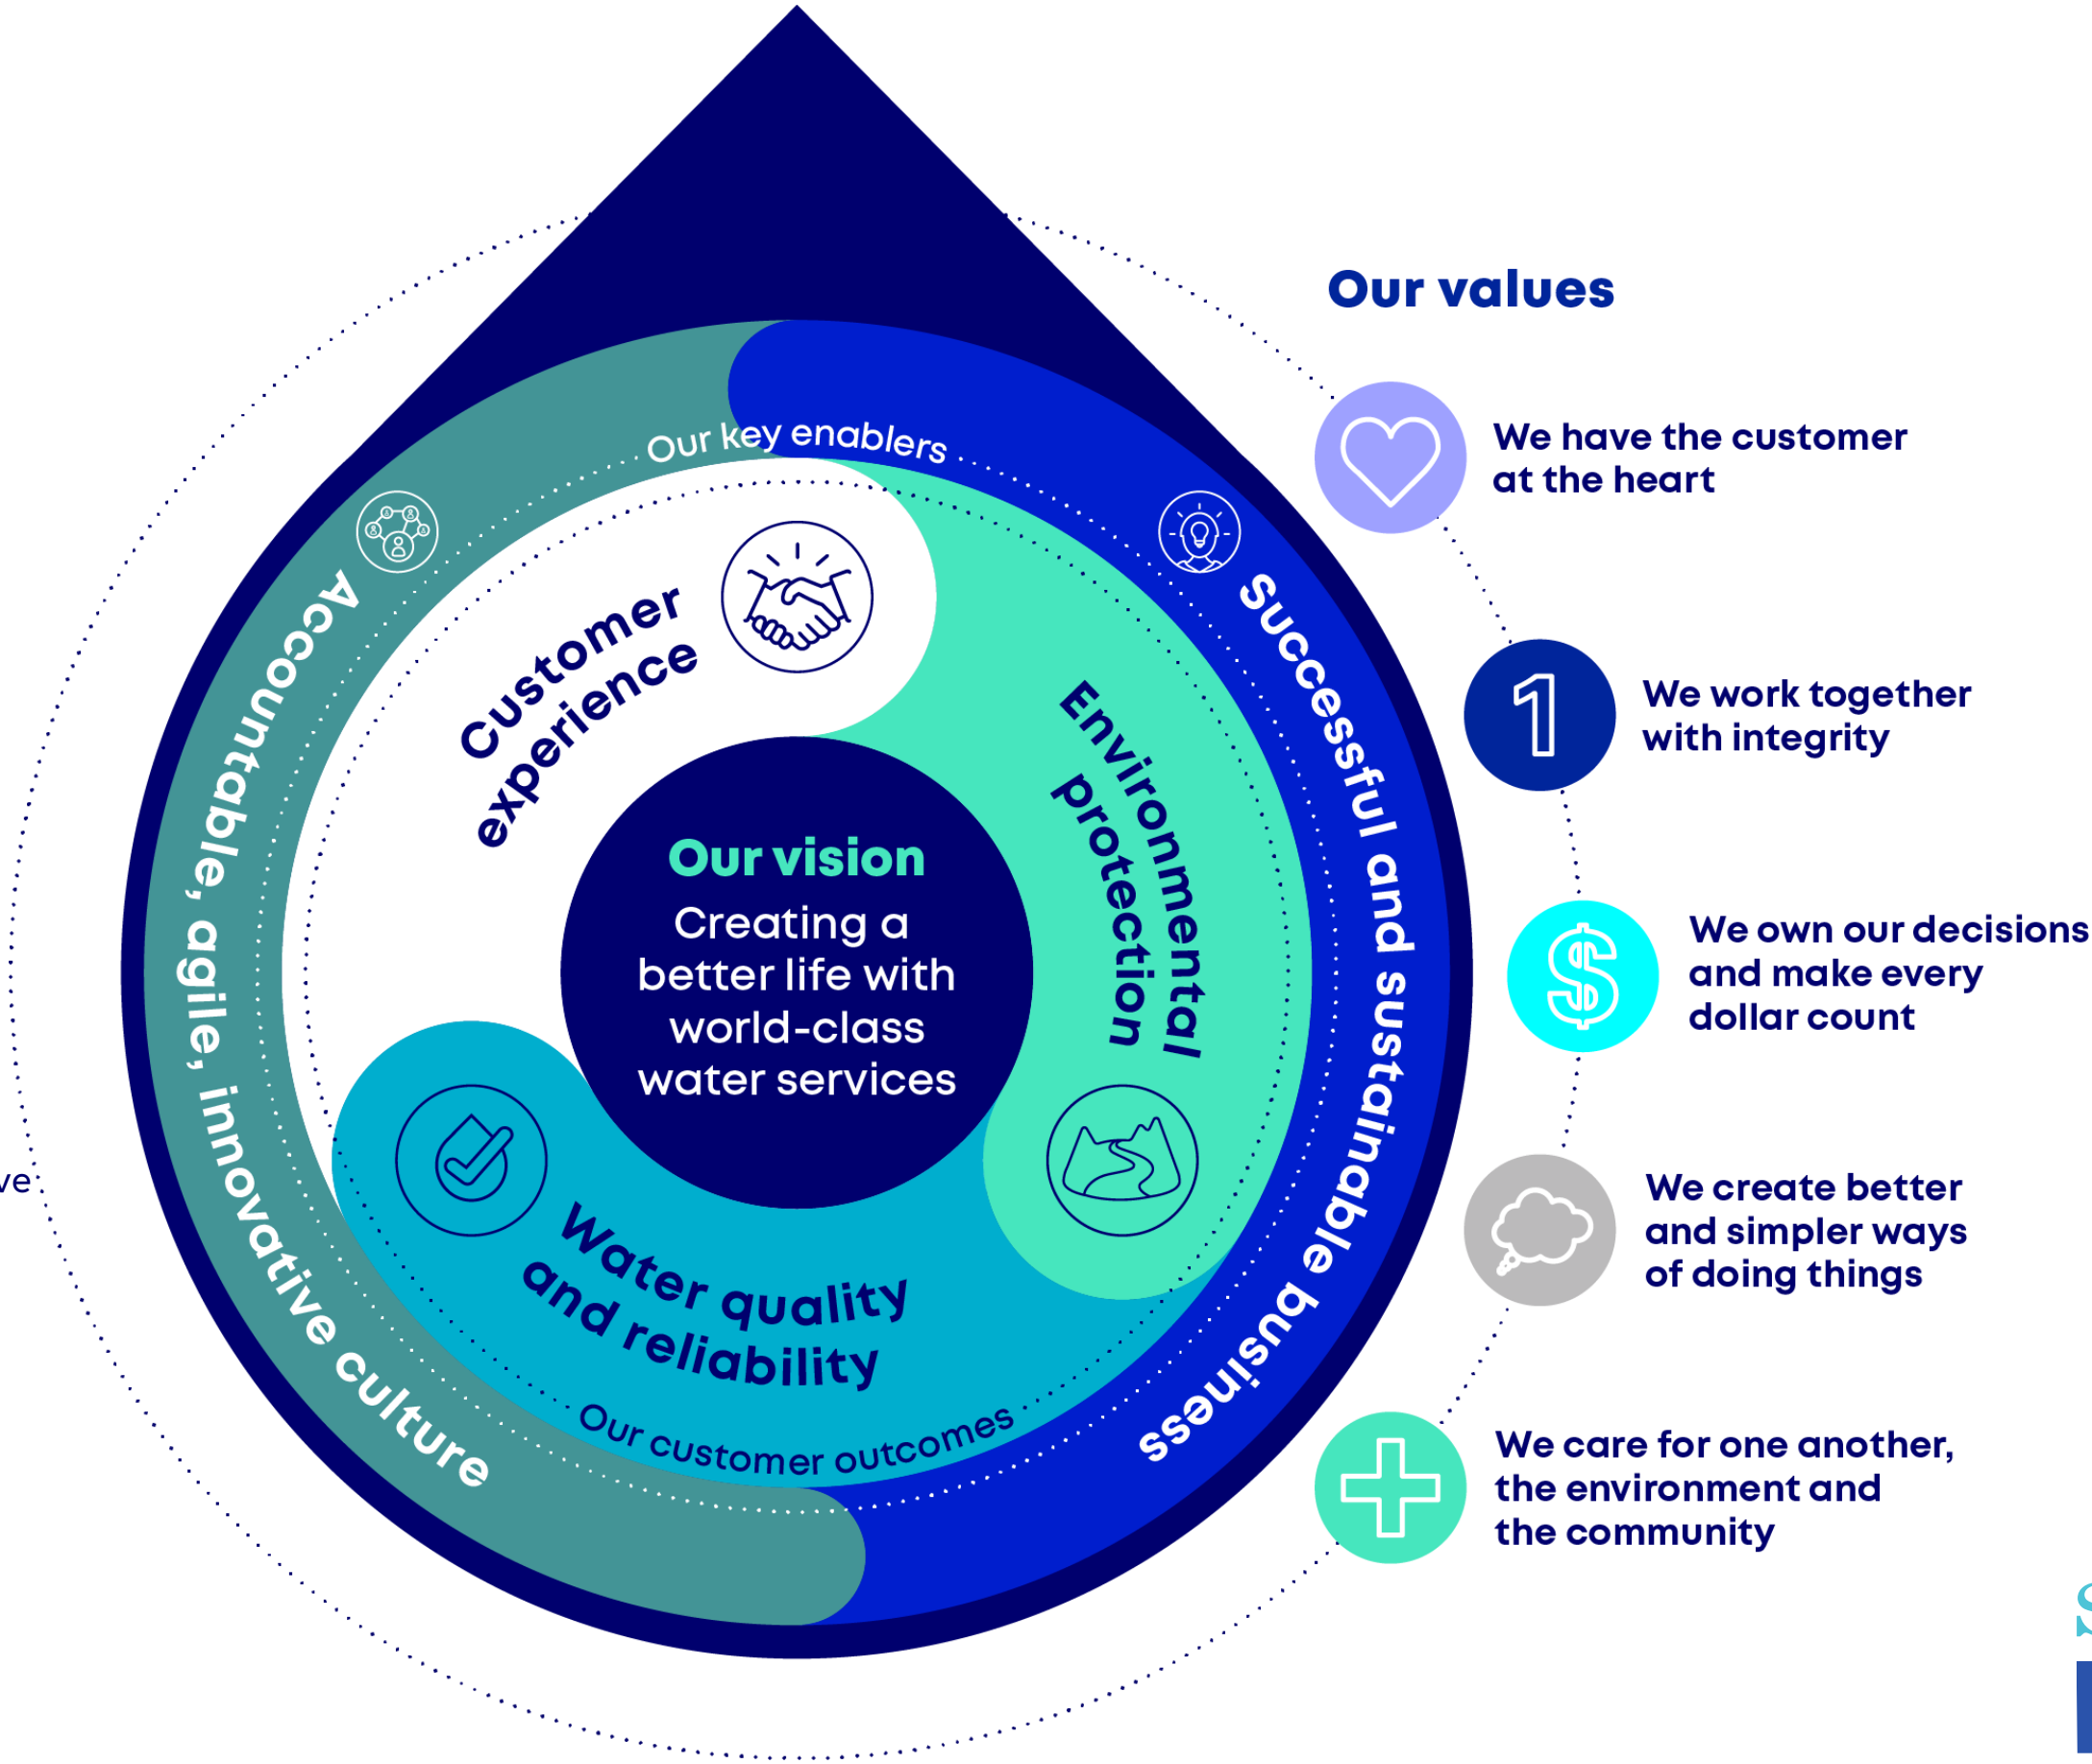 Our key enablers
Accountable, agile, innovative culture
Successful and sustainable business
Customer
experience
Environmental
protection
Water quality
and reliability
Our customer outcomes
Our vision
Creating a
better life with
world-class
water services
Our values
We have the customer
at the heart
1
We work together
with integrity
$
We own our decisions
and make every
dollar count
We create better
and simpler ways
of doing things
We care for one another,
the environment and
the community